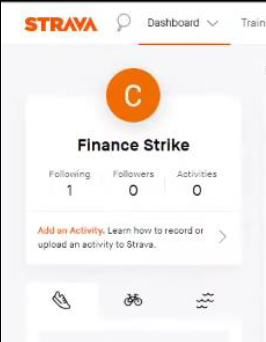 STRAVA Dashboard Train
C
Finance Strike
Following Followers Activities
1 0 0
Add an Activity. Learn how to record or
upload an activity to Strava.